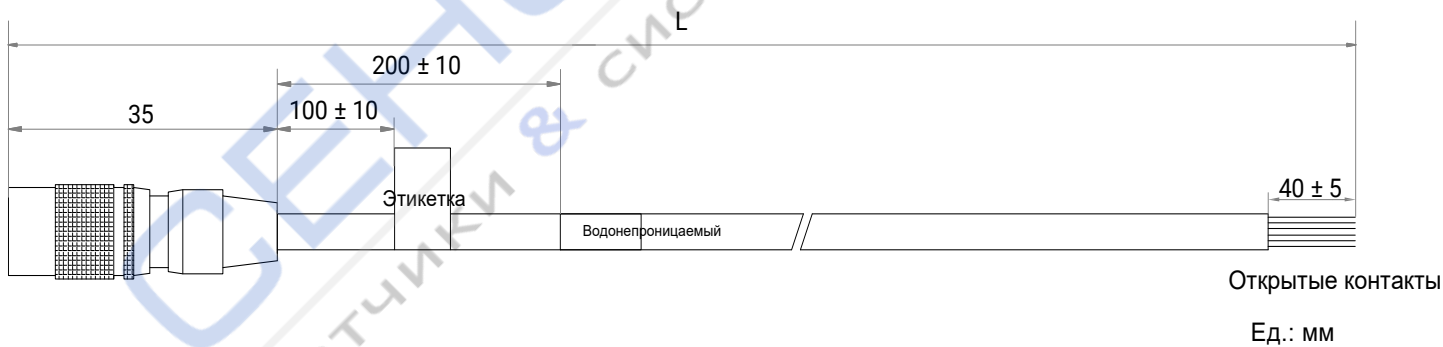 L
200 ± 10
35
100 ± 10
Этикетка
Водонепроницаемый
40 ± 5
Открытые контакты
Ед.: мм